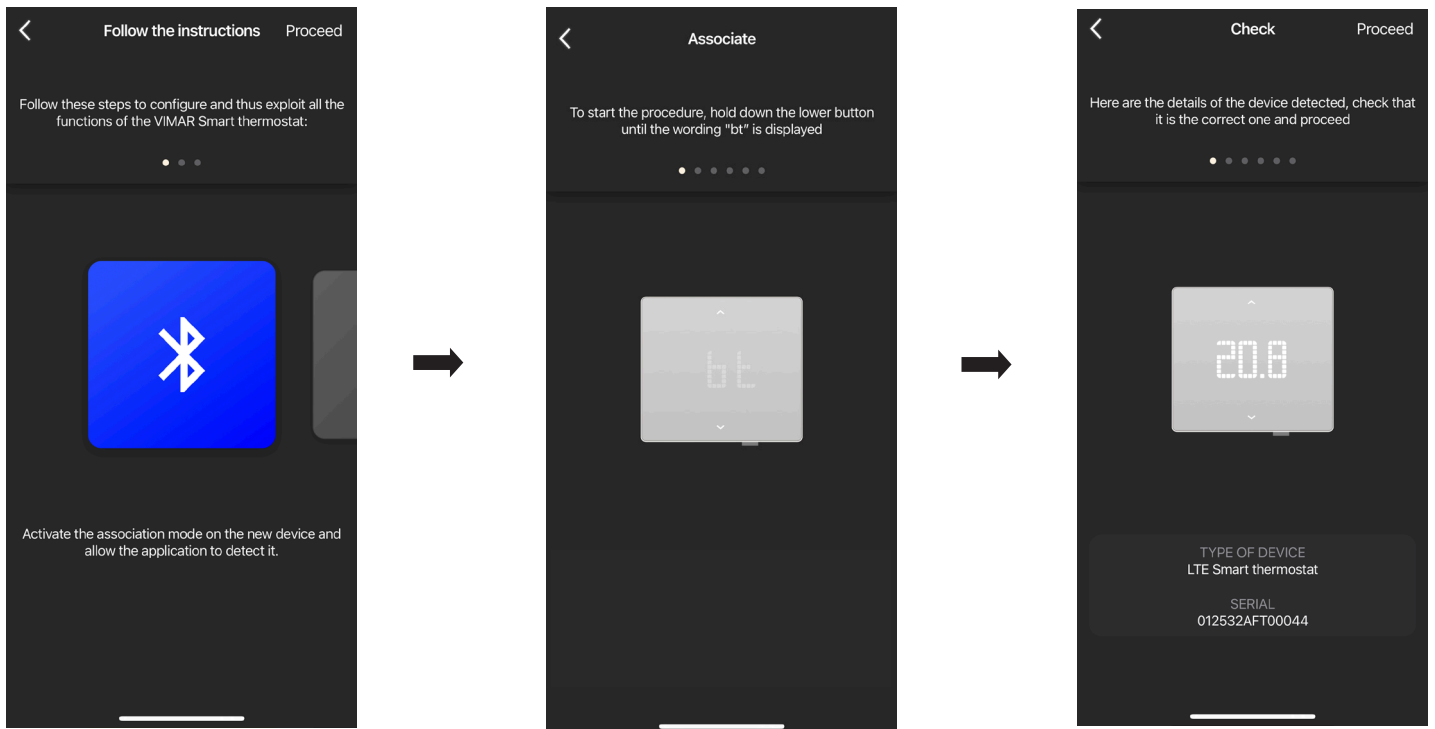 Follow the instructions
Proceed
Follow these steps to configure and thus exploit all the
functions of the VIMAR Smart thermostat:
Activate the association mode on the new device and
allow the application to detect it.
Associate
To start the procedure, hold down the lower button
until the wording "bt" is displayed
bt
Check
Proceed
Here are the details of the device detected, check that
it is the correct one and proceed
20.8
TYPE OF DEVICE
LTE Smart thermostat
SERIAL
012532AFT00044